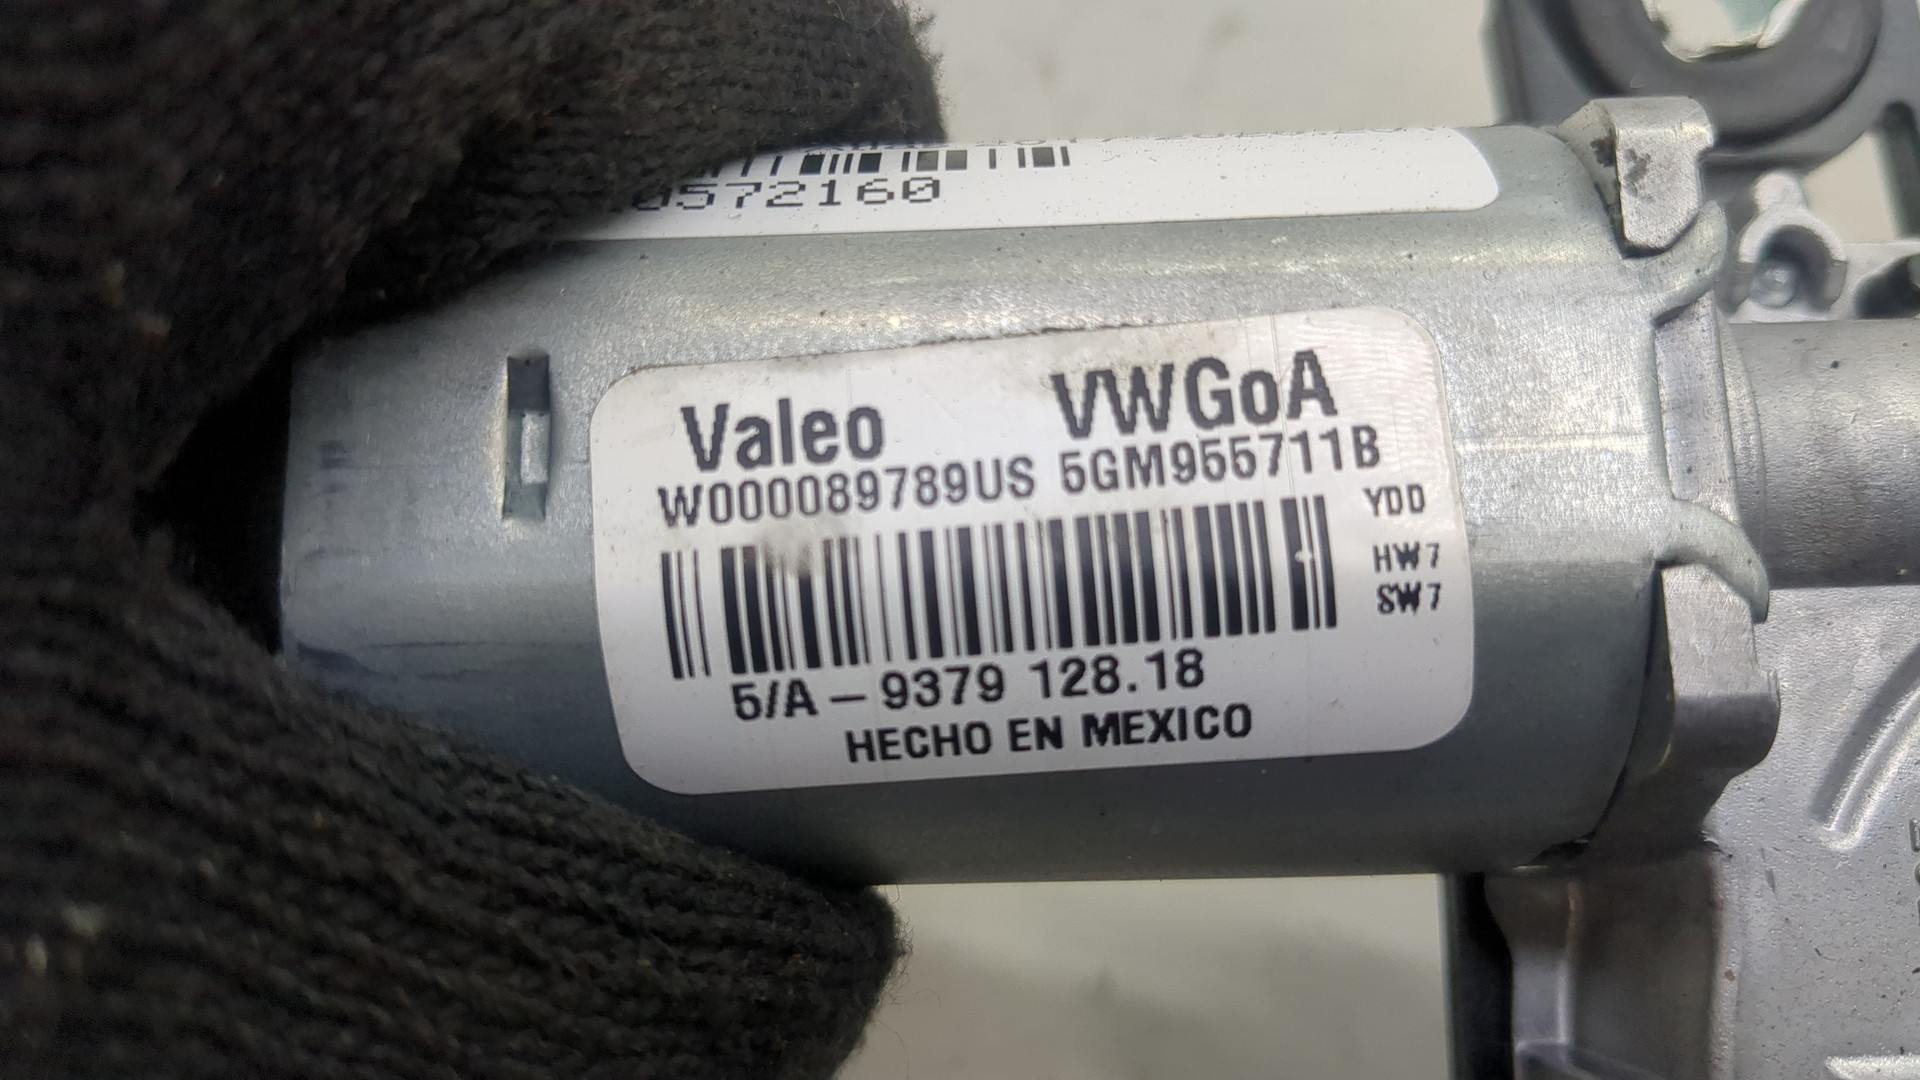 0572160
Valeo VWGoA
W000089789US 5GM955711B
YDD
HW7
SW7
5/A - 9379 128.18
HECHO EN MEXICO